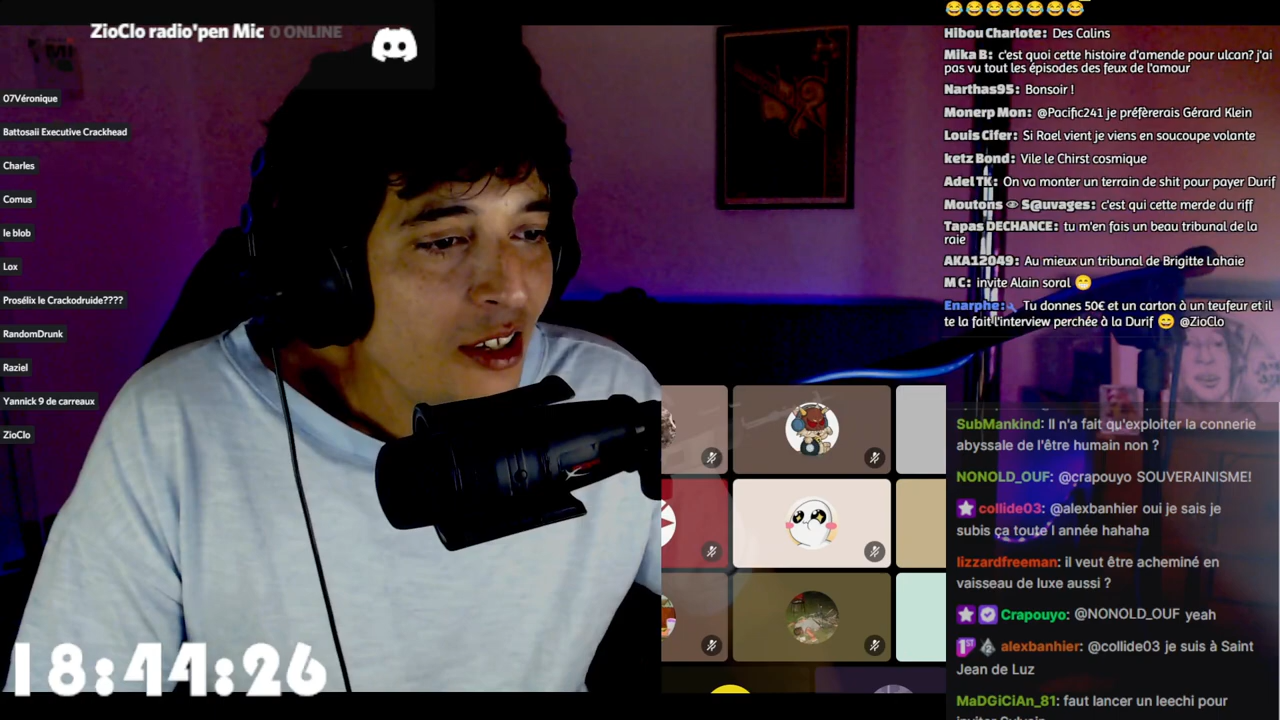 ZioClo radio'pen Mic 0 ONLINE
07Véronique
Battosaii Executive Crackhead
Charles
Comus
le blob
Lox
Prosélix le Crackodruide????
RandomDrunk
Raziel
Yannick 9 de carreaux
ZioClo
18:44:26
😂😂😂😂😂😂😂
Hibou Charlote: Des Calins
Mika B: c'est quoi cette histoire d'amende pour ulcan? j'ai
pas vu tout les épisodes des feux de l'amour
Narthas95: Bonsoir !
Monerp Mon: @Pacific241 je préfèrerais Gérard Klein
Louis Cifer: Si Rael vient je viens en soucoupe volante
ketz Bond: Vile le Chirst cosmique
Adel TK: On va monter un terrain de shit pour payer Durif
Moutons 👁 S@uvages: c'est qui cette merde du riff
Tapas DECHANCE: tu m'en fais un beau tribunal de la
raie
AKA12049: Au mieux un tribunal de Brigitte Lahaie
M C: invite Alain soral 😁
Enarphe: Tu donnes 50€ et un carton à un teufeur et il
te la fait l'interview perchée à la Durif 😄 @ZioClo
SubMankind: Il n'a fait qu'exploiter la connerie
abyssale de l'être humain non ?
NONOLD_OUF: @crapouyo SOUVERAINISME!
collide03: @alexbanhier oui je sais je
subis ça toute l année hahaha
lizzardfreeman: il veut être acheminé en
vaisseau de luxe aussi ?
Crapouyo: @NONOLD_OUF yeah
1ST alexbanhier: @collide03 je suis à Saint
Jean de Luz
MaDGiCiAn_81: faut lancer un leechi pour